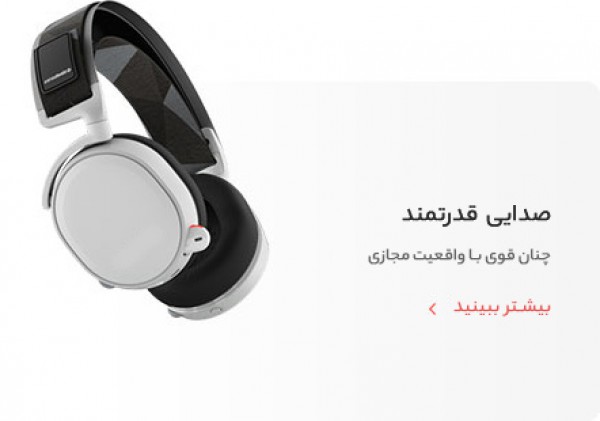 صدایی قدرتمند
چنان قوی با واقعیت مجازی
بیشتر ببینید